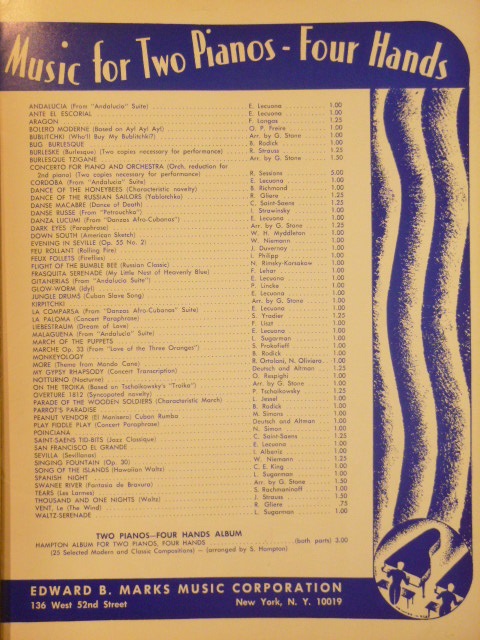 Music for Two Pianos - Four Hands
ANDALUCIA (From "Andalucia" Suite) E. Lecuona 1.00
ANTE EL ESCORIAL E. Lecuona 1.00
ARAGON F. Longas 1.25
BOLERO MODERNE (Based on Ay! Ay! Ay!) O. P. Freire 1.00
BUBLITCHKI (Who'll Buy My Bublitchki?) Arr. by G. Stone 1.00
BUG BURLESQUE B. Radick 1.00
BURLESKE (Burlesque) (Two copies necessary for performance) R. Strauss 1.25
BURLESQUE TZIGANE Arr. by G. Stone 1.50
CONCERTO FOR PIANO AND ORCHESTRA (Orch. reduction for
2nd piano) (Two copies necessary for performance) R. Sessions 5.00
CORDOBA (From "Andalucia" Suite) E. Lecuona 1.00
DANCE OF THE HONEYBEES (Characteristic novelty) B. Richmond 1.00
DANCE OF THE RUSSIAN SAILORS (Yablotchko) R. Gliere 1.25
DANSE MACABRE (Dance of Death) C. Saint-Saens 1.25
DANSE RUSSE (From "Petrouchka") I. Strawinsky 1.00
DANZA LUCUMI (From "Danzas Afro-Cubanas") E. Lecuona 1.00
DARK EYES (Paraphrase) Arr. by G. Stone 1.25
DOWN SOUTH (American Sketch) W. H. Myddleton 1.00
EVENING IN SEVILLE (Op. 55 No. 2) W. Niemann 1.00
FEU ROLLANT (Rolling Fire) J. Duvernoy 1.00
FEUX FOLLETS (Fireflies) I. Philipp 1.00
FLIGHT OF THE BUMBLE BEE (Russian Classic) N. Rimsky-Korsakow 1.00
FRASQUITA SERENADE (My Little Nest of Heavenly Blue) F. Lehar 1.00
GITANERIAS (From "Andalucia Suite") E. Lecuona 1.00
GLOW-WORM (Idyl) P. Lincke 1.00
JUNGLE DRUMS (Cuban Slave Song) E. Lecuona 1.00
KIRPITCHKI Arr. by G. Stone 1.00
LA COMPARSA (From "Danzas Afro-Cubanas" Suite) E. Lecuona 1.00
LA PALOMA (Concert Paraphrase) S. Yradier 1.25
LIEBESTRAUM (Dream of Love) F. Liszt 1.00
MALAGUENA (From "Andalucia" Suite) E. Lecuona 1.00
MARCH OF THE PUPPETS L. Sugarman 1.00
MARCHE Op. 33 (From "Love of the Three Oranges") S. Prokofieff 1.00
MONKEYOLOGY B. Radick 1.00
MORE (Theme from Mondo Cane) R. Ortolani, N. Oliviero 1.00
MY GYPSY RHAPSODY (Concert Transcription) Deutsch and Altman 1.25
NOTTURNO (Nocturne) O. Respighi 1.00
ON THE TROIKA (Based on Tschaikowsky's "Troika") Arr. by G. Stone 1.00
OVERTURE 1812 (Syncopated novelty) P. Tschaikowsky 1.25
PARADE OF THE WOODEN SOLDIERS (Characteristic March) L. Jessel 1.00
PARROT'S PARADISE B. Radick 1.00
PEANUT VENDOR (El Manisero) Cuban Rumba M. Simons 1.00
PLAY FIDDLE PLAY (Concert Paraphrase) Deutsch and Altman 1.00
POINCIANA N. Simon 1.00
SAINT-SAENS TID-BITS (Jazz Classique) C. Saint-Saens 1.25
SAN FRANCISCO EL GRANDE E. Lecuona 1.00
SEVILLA (Sevillanas) I. Albeniz 1.00
SINGING FOUNTAIN (Op. 30) W. Niemann 1.25
SONG OF THE ISLANDS (Hawaiian Waltz) C. E. King 1.00
SPANISH NIGHT L. Sugarman 1.00
SWANEE RIVER (Fantasia de Bravura) Arr. by G. Stone 1.50
TEARS (Les Larmes) S. Rachmaninoff 1.00
THOUSAND AND ONE NIGHTS (Waltz) J. Strauss 1.50
VENT, Le (The Wind) R. Gliere .75
WALTZ-SERENADE L. Sugarman 1.00
TWO PIANOS—FOUR HANDS ALBUM
HAMPTON ALBUM FOR TWO PIANOS, FOUR HANDS (both parts) 3.00
(25 Selected Modern and Classic Compositions) - (arranged by S. Hampton)
EDWARD B. MARKS MUSIC CORPORATION
136 West 52nd Street New York, N. Y. 10019